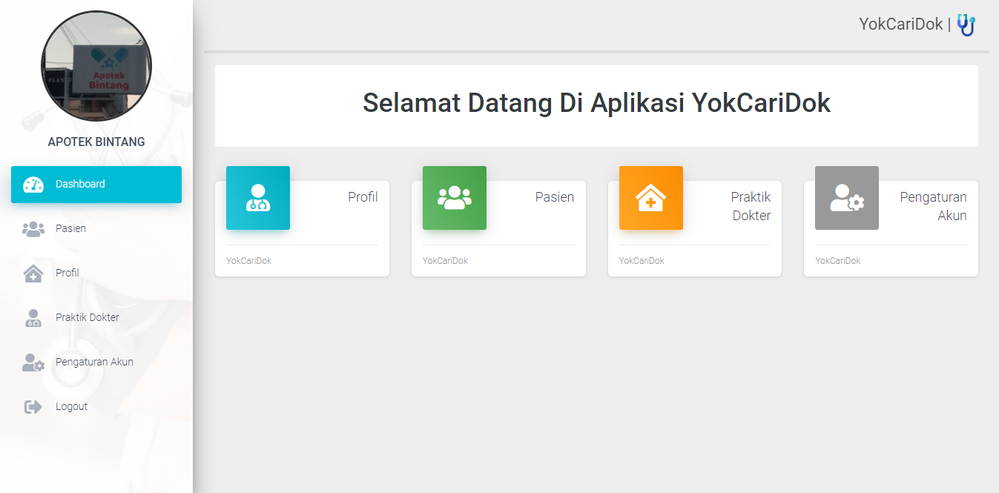 PLAN
Apotek
Bintang
APOTEK BINTANG
Dashboard
Pasien
Profil
Praktik Dokter
Pengaturan Akun
Logout
YokCariDok |
Selamat Datang Di Aplikasi YokCariDok
Profil
YokCariDok
Pasien
YokCariDok
Praktik
Dokter
YokCariDok
Pengaturan
Akun
YokCariDok